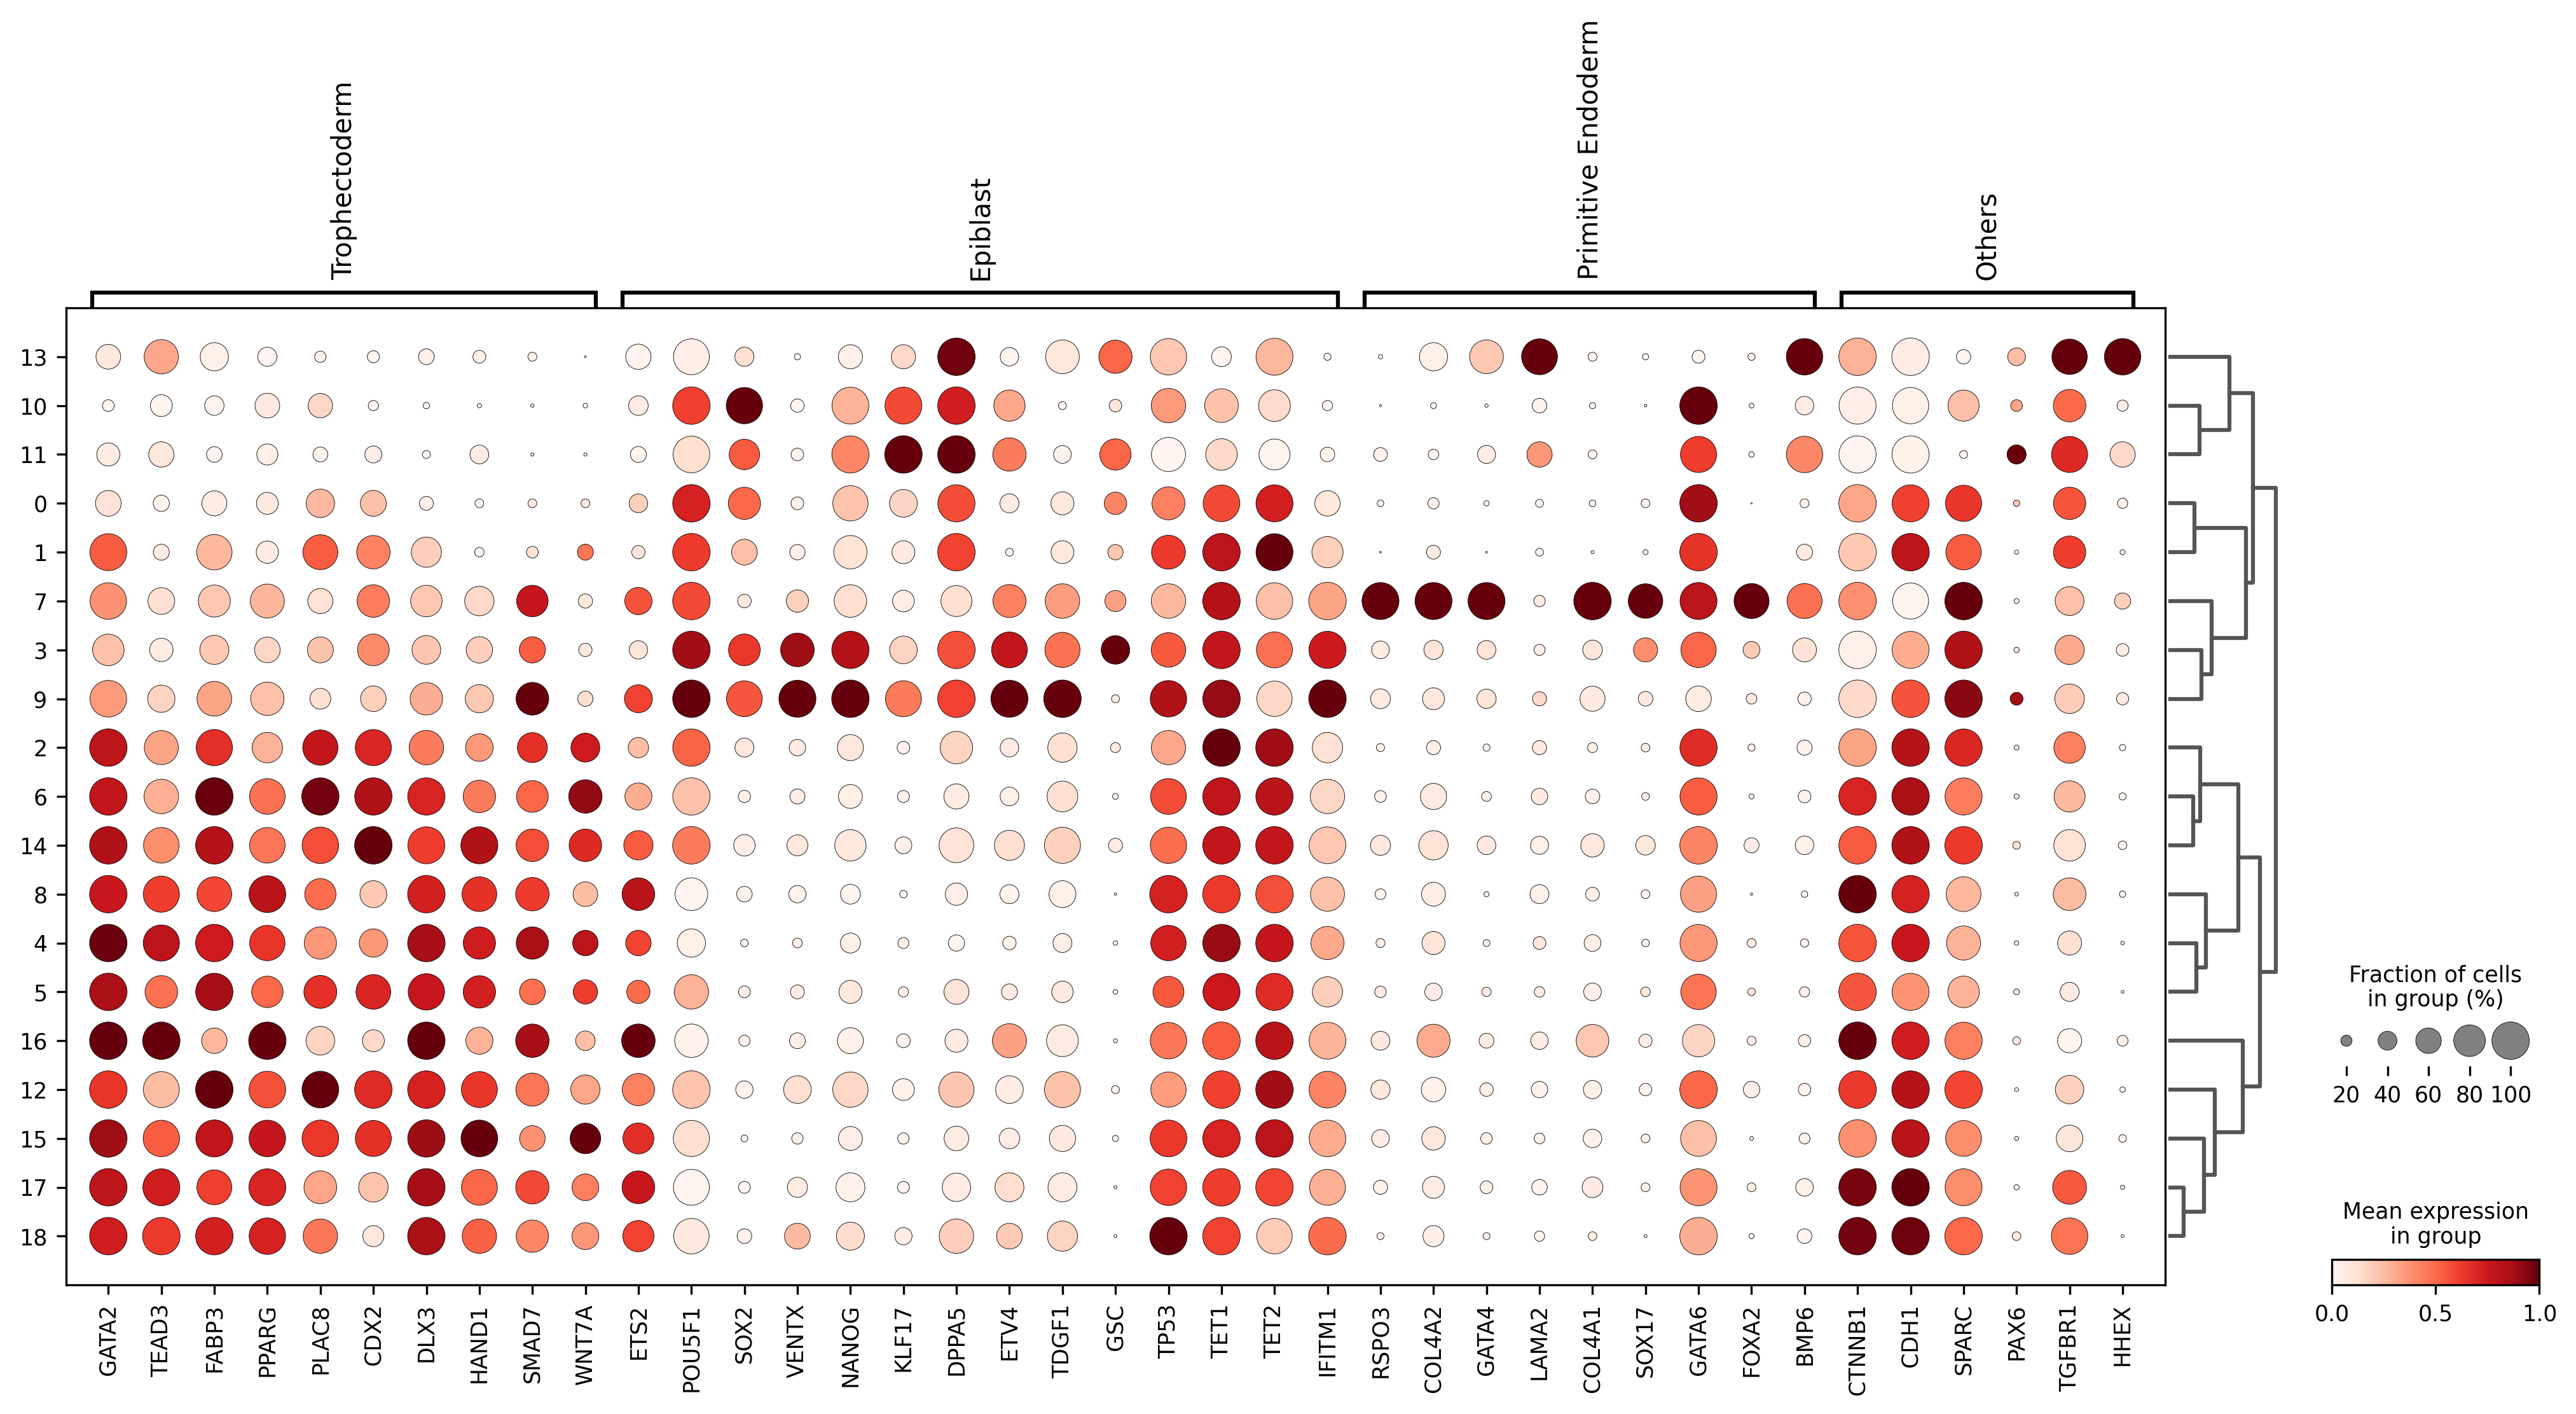 Trophectoderm
Epiblast
Primitive Endoderm
Others
13
10
11
0
1
7
3
9
2
6
14
8
4
5
16
12
15
17
18
GATA2
TEAD3
FABP3
PPARG
PLAC8
CDX2
DLX3
HAND1
SMAD7
WNT7A
ETS2
POU5F1
SOX2
VENTX
NANOG
KLF17
DPPA5
ETV4
TDGF1
GSC
TP53
TET1
TET2
IFITM1
RSPO3
COL4A2
GATA4
LAMA2
COL4A1
SOX17
GATA6
FOXA2
BMP6
CTNNB1
CDH1
SPARC
PAX6
TGFBR1
HHEX
Fraction of cells
in group (%)
20 40 60 80 100
Mean expression
in group
0.0 0.5 1.0